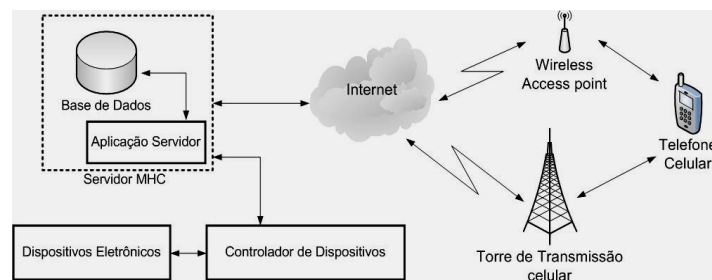 Base de Dados
Aplicação Servidor
Servidor MHC
Internet
Wireless
Access point
Telefone
Celular
Torre de Transmissão
celular
Dispositivos Eletrônicos
Controlador de Dispositivos